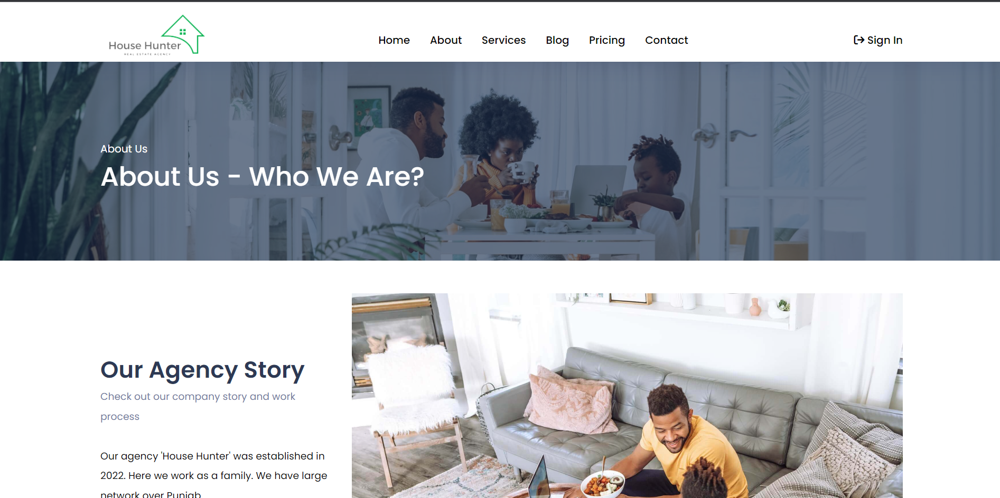 House Hunter
REAL ESTATE AGENCY
Home About Services Blog Pricing Contact Sign In
About Us
About Us - Who We Are?
Our Agency Story
Check out our company story and work
process
Our agency 'House Hunter' was established in
2022. Here we work as a family. We have large
network over Punjab